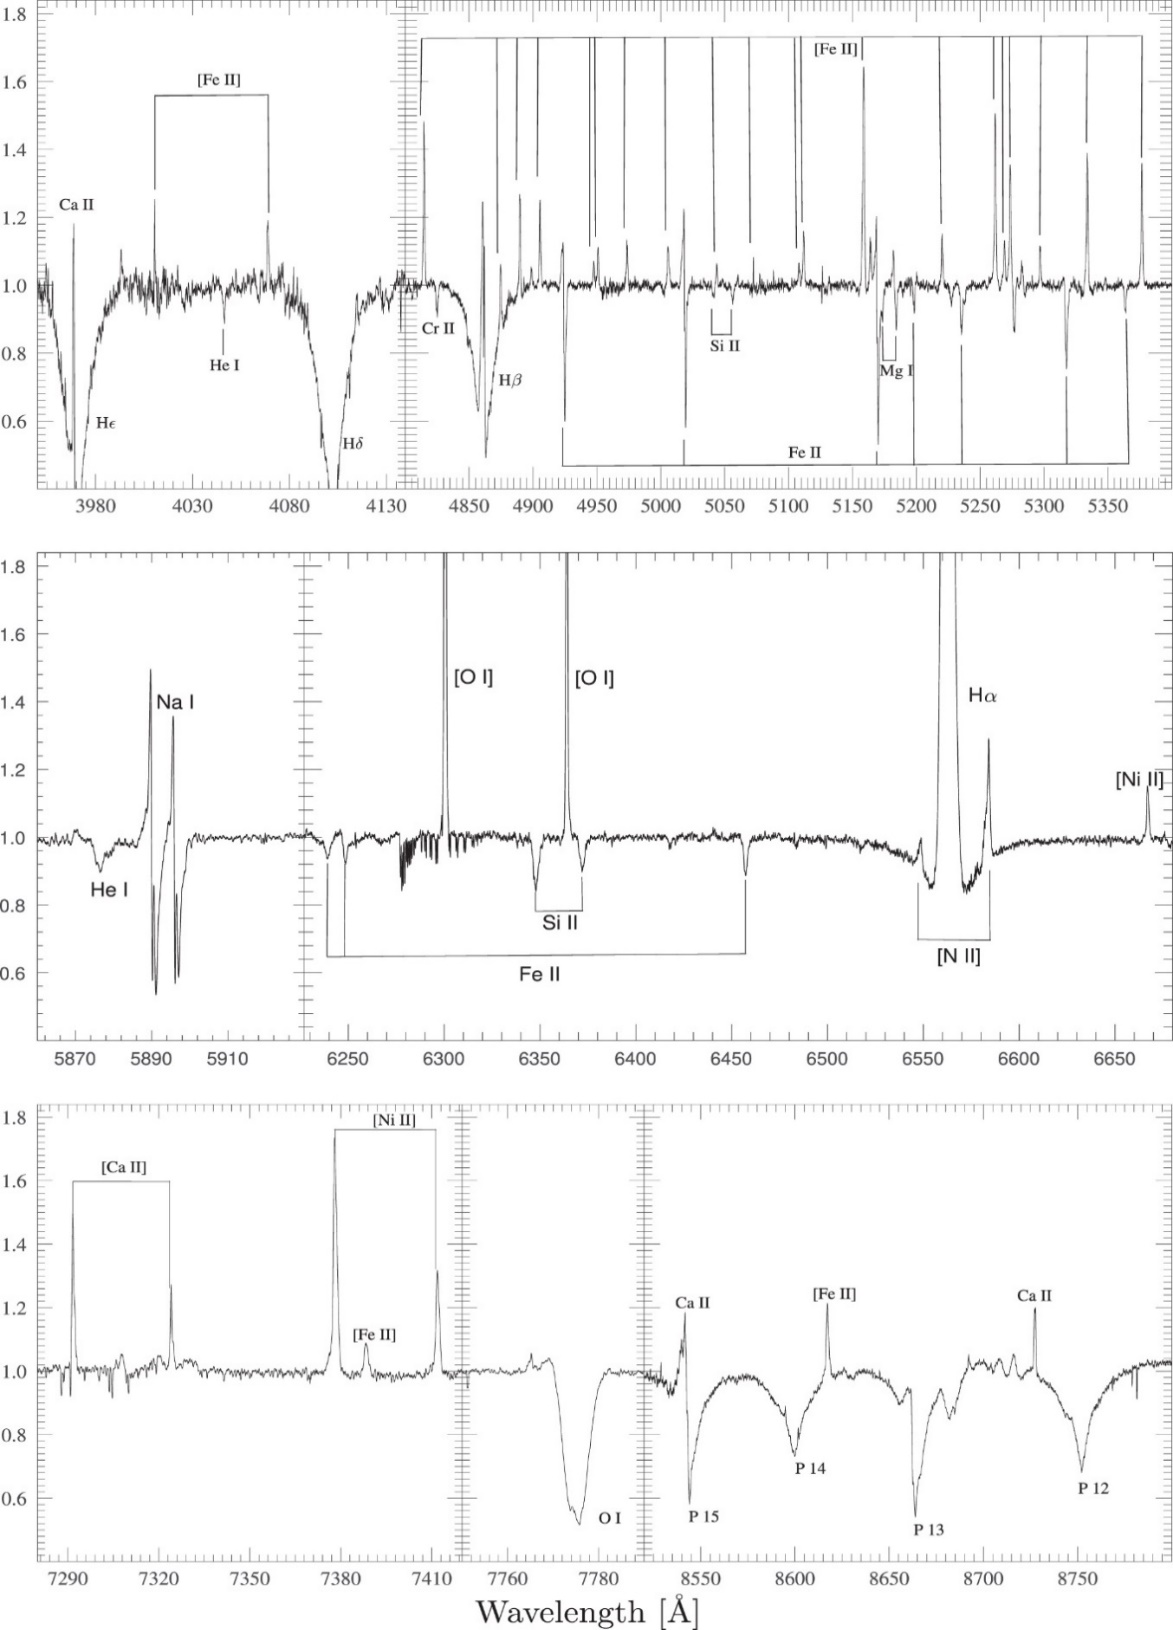 1.8
1.6
1.4
1.2
1.0
0.8
0.6
[Fe II]
Ca II
He I
Hϵ
Hδ
[Fe II]
Cr II
Hβ
Si II
Mg I
Fe II
3980 4030 4080 4130 4850 4900 4950 5000 5050 5100 5150 5200 5250 5300 5350
1.8
1.6
1.4
1.2
1.0
0.8
0.6
Na I
He I
[O I]
[O I]
Hα
[Ni II]
Si II
Fe II
[N II]
5870 5890 5910 6250 6300 6350 6400 6450 6500 6550 6600 6650
1.8
1.6
1.4
1.2
1.0
0.8
0.6
[Ca II]
[Ni II]
[Fe II]
O I
Ca II
[Fe II]
Ca II
P 15
P 14
P 13
P 12
7290 7320 7350 7380 7410 7760 7780 8550 8600 8650 8700 8750
Wavelength [Å]